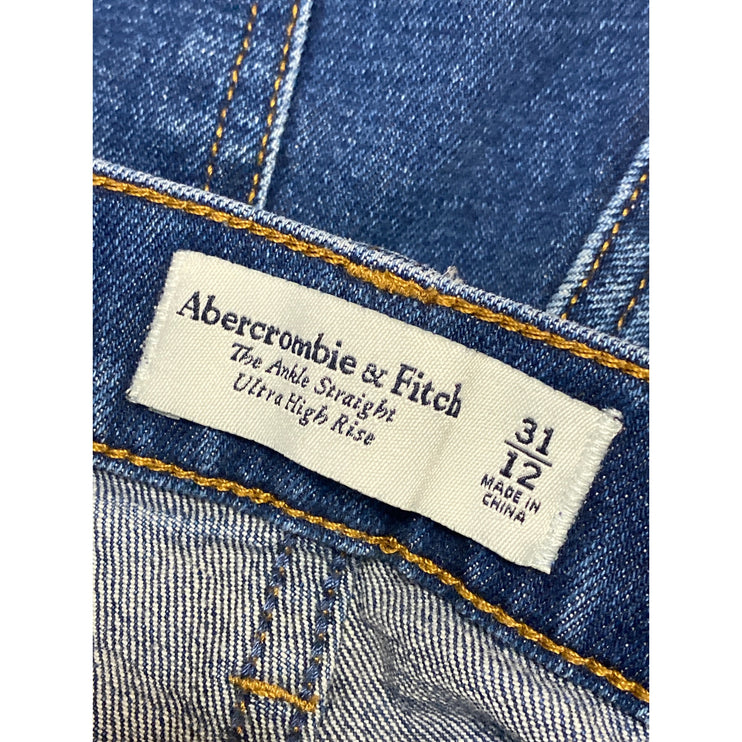 Abercrombie & Fitch
The Ankle Straight
Ultra High Rise
31
12
MADE IN
CHINA